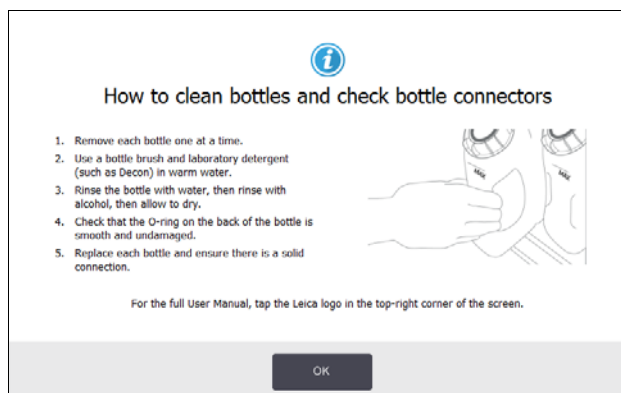 How to clean bottles and check bottle connectors
1. Remove each bottle one at a time.
2. Use a bottle brush and laboratory detergent
(such as Decon) in warm water.
3. Rinse the bottle with water, then rinse with
alcohol, then allow to dry.
4. Check that the O-ring on the back of the bottle is
smooth and undamaged.
5. Replace each bottle and ensure there is a solid
connection.
MAX
MAX
For the full User Manual, tap the Leica logo in the top-right corner of the screen.
OK